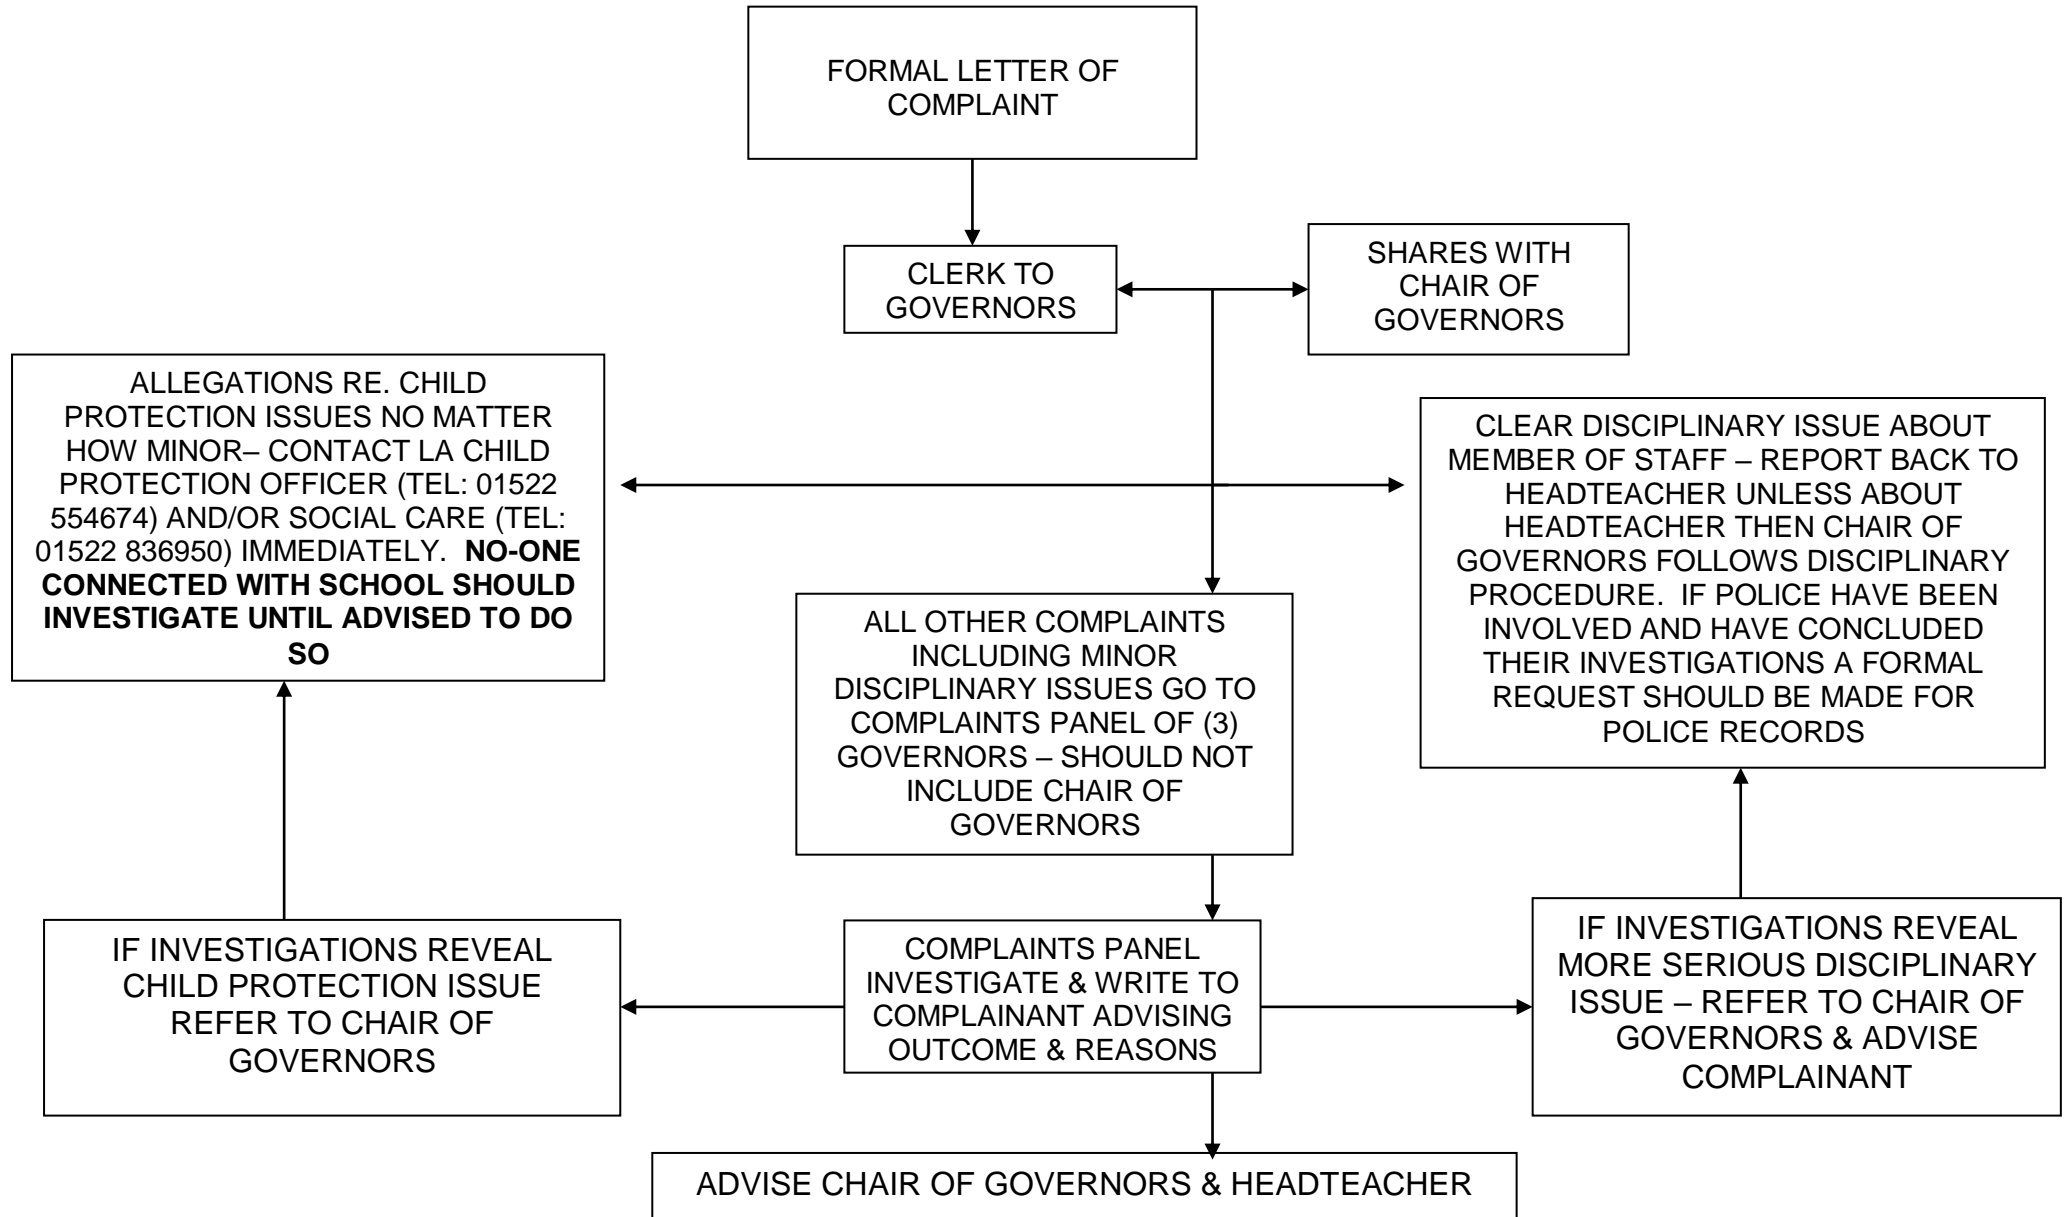 FORMAL LETTER OF
COMPLAINT
CLERK TO
GOVERNORS
SHARES WITH
CHAIR OF
GOVERNORS
ALLEGATIONS RE. CHILD
PROTECTION ISSUES NO MATTER
HOW MINOR– CONTACT LA CHILD
PROTECTION OFFICER (TEL: 01522
554674) AND/OR SOCIAL CARE (TEL:
01522 836950) IMMEDIATELY.  NO-ONE
CONNECTED WITH SCHOOL SHOULD
INVESTIGATE UNTIL ADVISED TO DO
SO
CLEAR DISCIPLINARY ISSUE ABOUT
MEMBER OF STAFF – REPORT BACK TO
HEADTEACHER UNLESS ABOUT
HEADTEACHER THEN CHAIR OF
GOVERNORS FOLLOWS DISCIPLINARY
PROCEDURE.  IF POLICE HAVE BEEN
INVOLVED AND HAVE CONCLUDED
THEIR INVESTIGATIONS A FORMAL
REQUEST SHOULD BE MADE FOR
POLICE RECORDS
ALL OTHER COMPLAINTS
INCLUDING MINOR
DISCIPLINARY ISSUES GO TO
COMPLAINTS PANEL OF (3)
GOVERNORS – SHOULD NOT
INCLUDE CHAIR OF
GOVERNORS
IF INVESTIGATIONS REVEAL
CHILD PROTECTION ISSUE
REFER TO CHAIR OF
GOVERNORS
COMPLAINTS PANEL
INVESTIGATE & WRITE TO
COMPLAINANT ADVISING
OUTCOME & REASONS
IF INVESTIGATIONS REVEAL
MORE SERIOUS DISCIPLINARY
ISSUE – REFER TO CHAIR OF
GOVERNORS & ADVISE
COMPLAINANT
ADVISE CHAIR OF GOVERNORS & HEADTEACHER